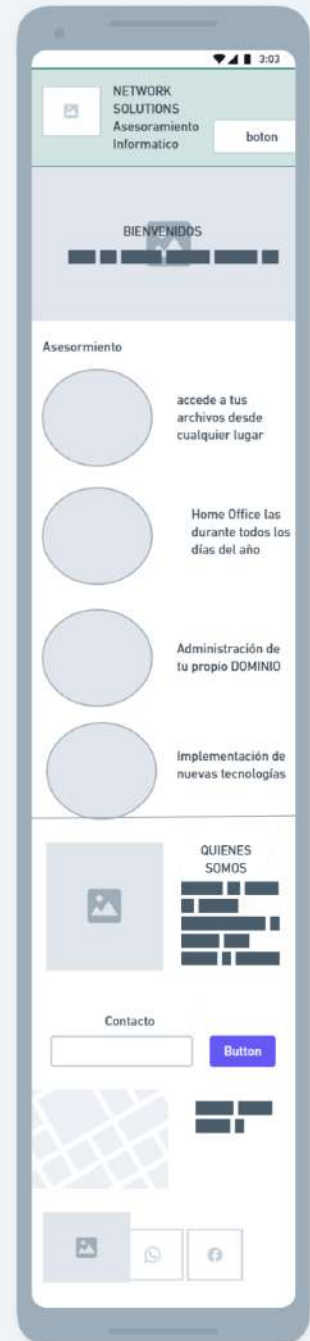 3:03
NETWORK
SOLUTIONS
Asesoramiento
Informatico
boton
BIENVENIDOS
Asesormiento
accede a tus
archivos desde
cualquier lugar
Home Office las
durante todos los
días del año
Administración de
tu propio DOMINIO
Implementación de
nuevas tecnologías
QUIENES
SOMOS
Contacto
Button